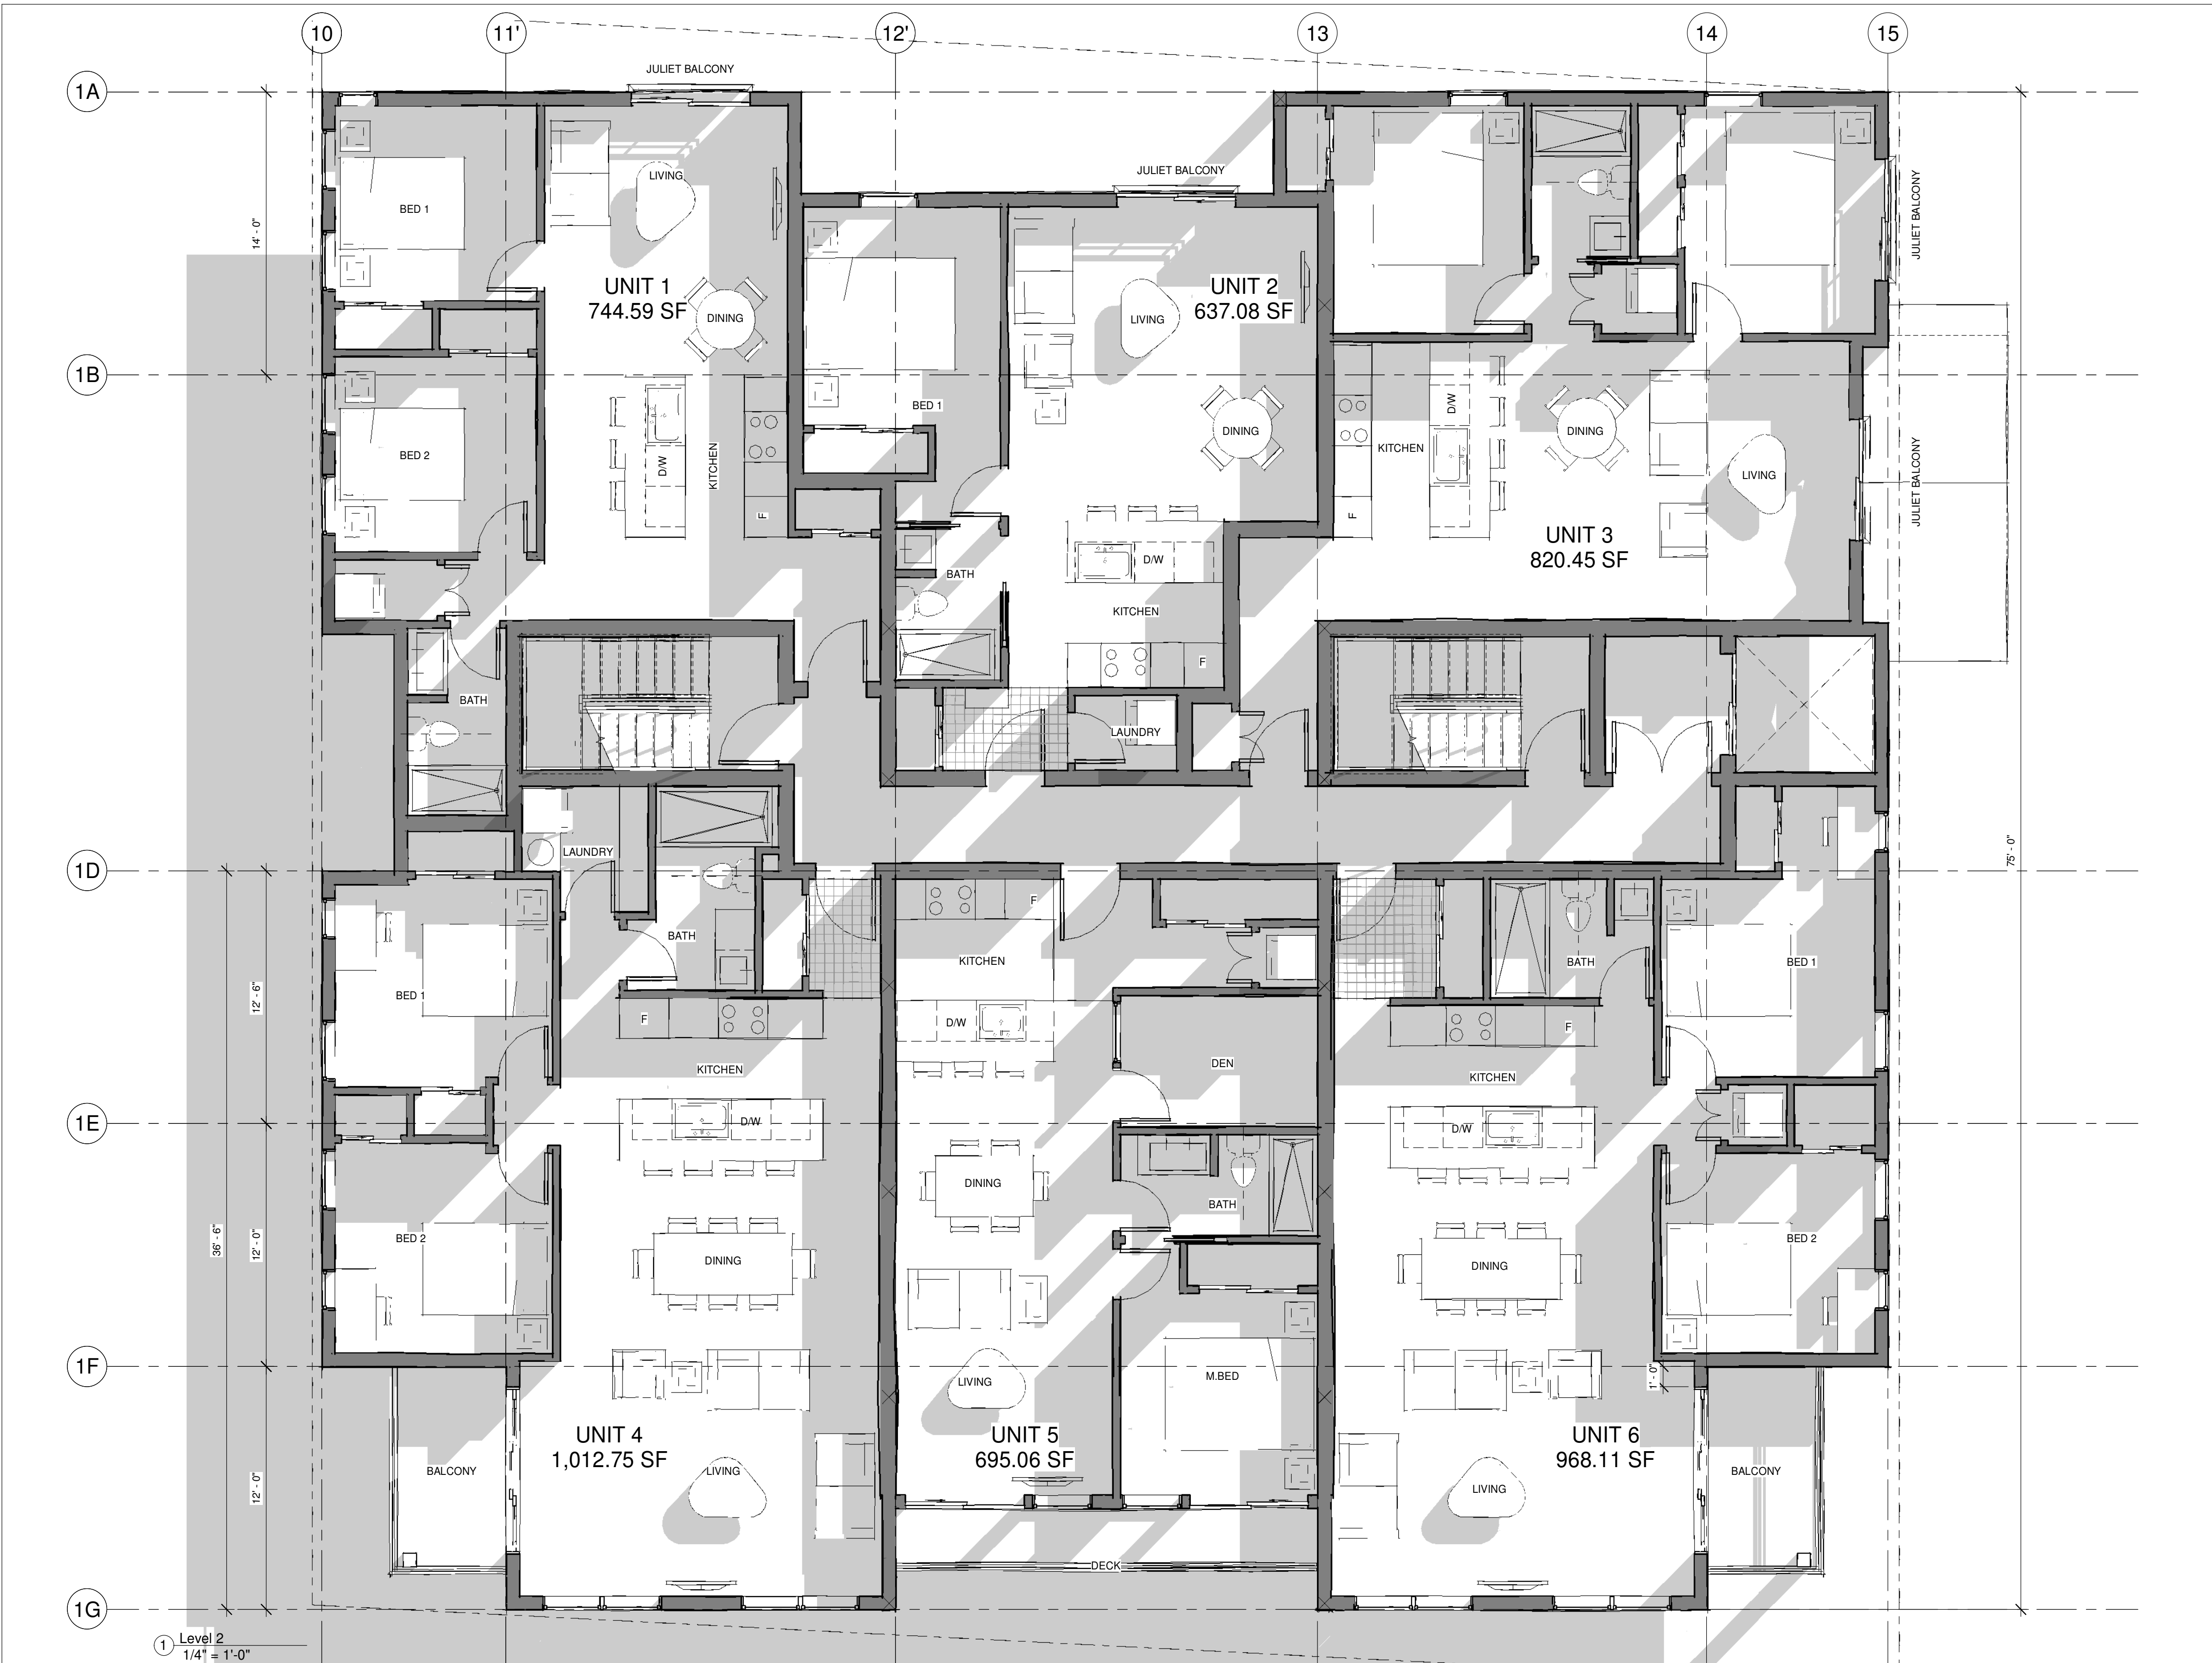 10
11'
12'
13
14
15
1A
JULIET BALCONY
JULIET BALCONY
JULIET BALCONY
LIVING
BED 1
14' - 0"
UNIT 1
744.59 SF
DINING
UNIT 2
637.08 SF
LIVING
1B
BED 1
DINING
D/W
KITCHEN
DINING
BED 2
D/W
KITCHEN
LIVING
JULIET BALCONY
F
F
UNIT 3
820.45 SF
BATH
D/W
KITCHEN
F
BATH
LAUNDRY
75' - 0"
LAUNDRY
1D
F
BATH
KITCHEN
BATH
BED 1
BED 1
12' - 6"
F
D/W
F
KITCHEN
DEN
KITCHEN
1E
D/W
D/W
DINING
BATH
36' - 6"
12' - 0"
BED 2
BED 2
DINING
DINING
1F
LIVING
M.BED
1' - 0"
UNIT 4
1,012.75 SF
UNIT 5
695.06 SF
UNIT 6
968.11 SF
BALCONY
LIVING
BALCONY
12' - 0"
LIVING
DECK
1G
1
Level 2
1/4" = 1'-0"